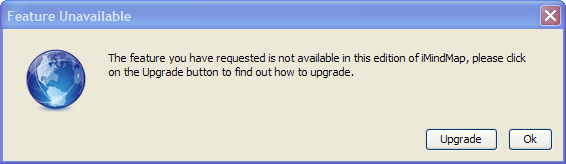 Feature Unavailable
The feature you have requested is not available in this edition of iMindMap, please click
on the Upgrade button to find out how to upgrade.
Upgrade
Ok